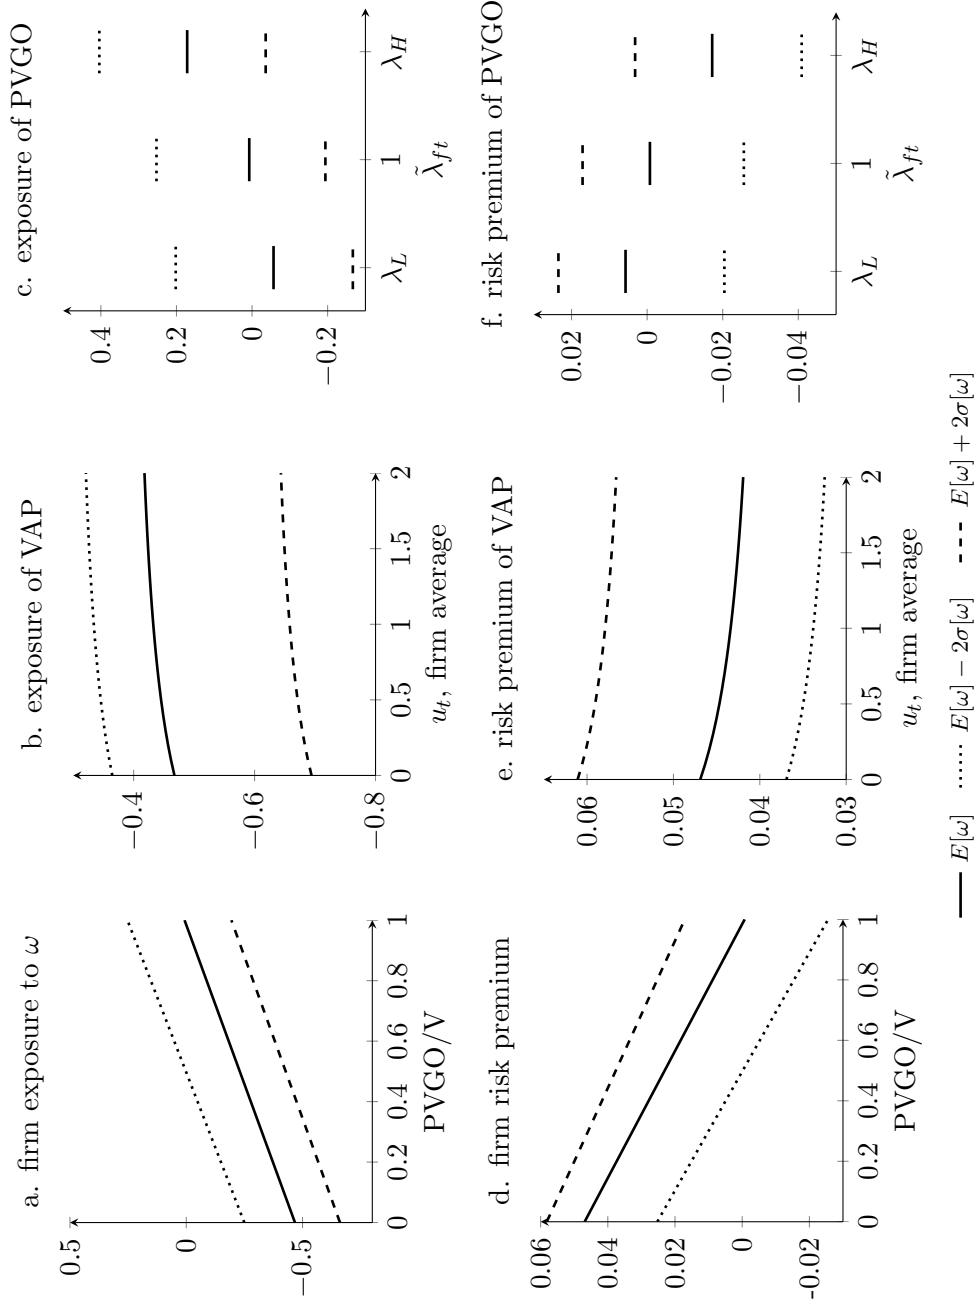 a. firm exposure to ω
0.5
0
−0.5
0
0.2
0.4
0.6
0.8
1
PVGO/V
b. exposure of VAP
−0.4
−0.6
−0.8
0
0.5
1
1.5
2
u_t, firm average
c. exposure of PVGO
0.4
0.2
0
−0.2
λ_L
1
λ_H
λ̃_{ft}
d. firm risk premium
0.06
0.04
0.02
0
-0.02
0
0.2
0.4
0.6
0.8
1
PVGO/V
e. risk premium of VAP
0.06
0.05
0.04
0.03
0
0.5
1
1.5
2
u_t, firm average
f. risk premium of PVGO
0.02
0
−0.02
−0.04
λ_L
1
λ_H
λ̃_{ft}
E[ω] E[ω] − 2σ[ω] E[ω] + 2σ[ω]